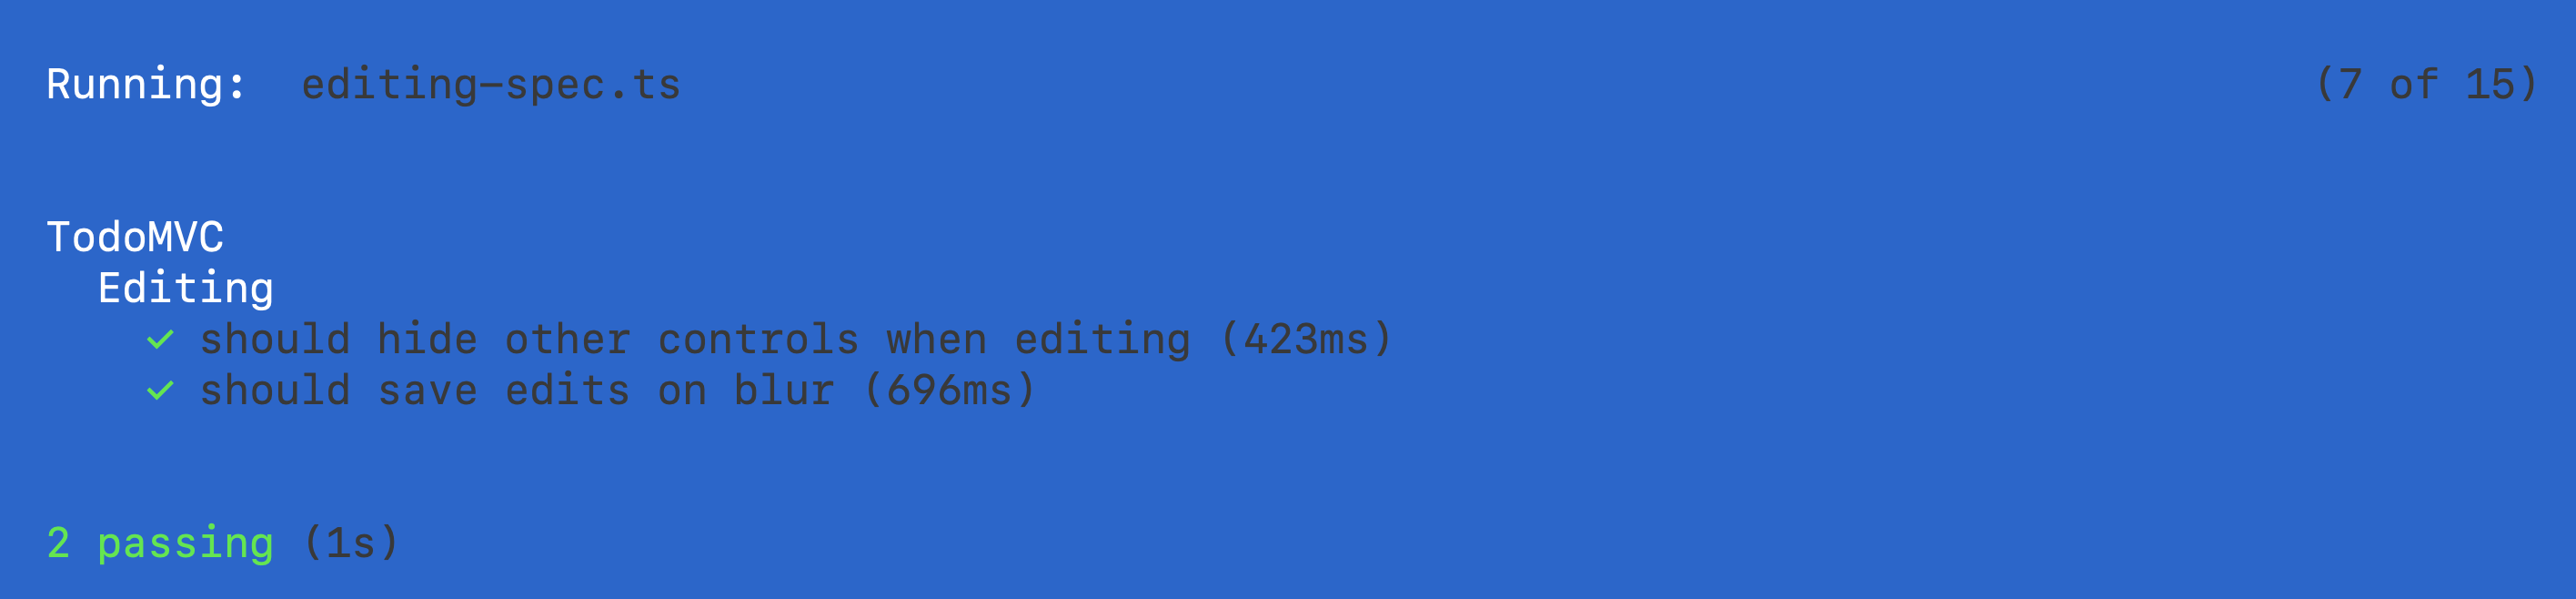 Running:  editing-spec.ts (7 of 15)
TodoMVC
Editing
✓ should hide other controls when editing (423ms)
✓ should save edits on blur (696ms)
2 passing (1s)